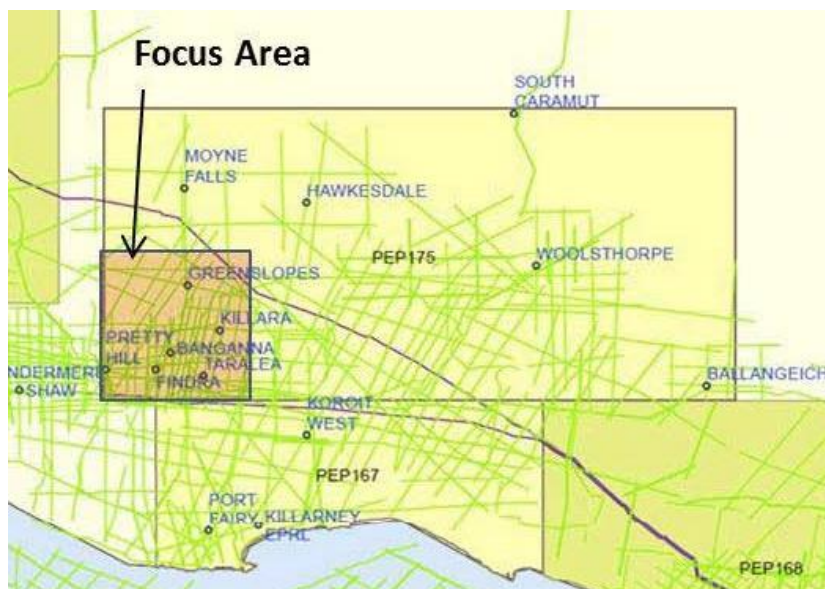 Focus Area
SOUTH
CARAMUT
MOYNE
FALLS
HAWKESDALE
PEP175
WOOLSTHORPE
GREENSLOPES
KILLARA
PRETTY
HILL
BANGANNA
TARALEA
FINDRA
NDERMERE
SHAW
BALLANGEICH
KOROIT
WEST
PEP167
PORT
FAIRY
KILLARNEY
EPRL
PEP168